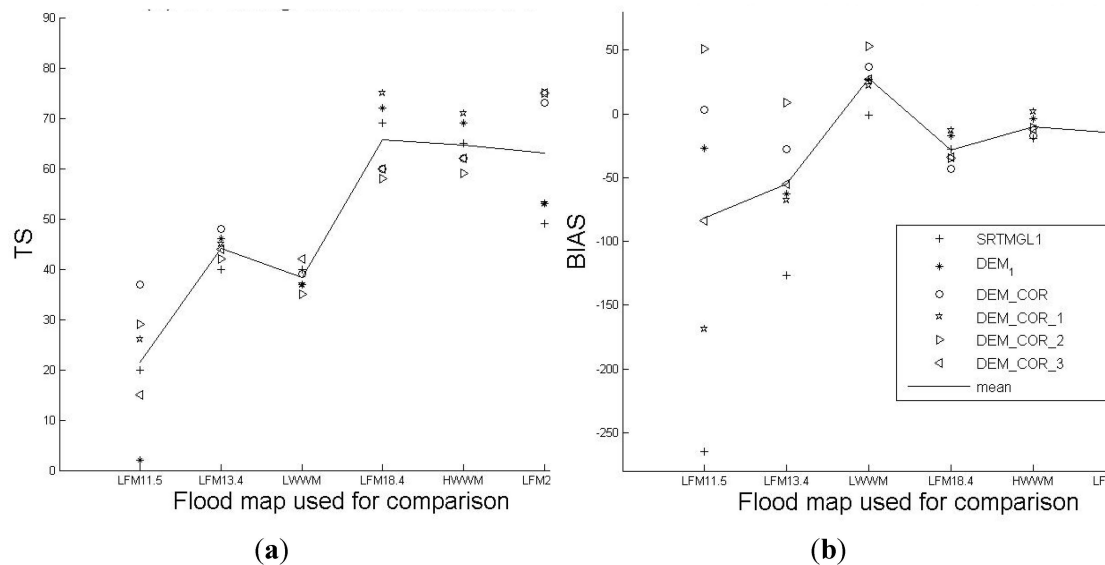 90
80
70
60
50
40
30
20
10
0
TS
LFM11.5 LFM13.4 LWWM LFM18.4 HWWM LFM2
Flood map used for comparison
(a)
50
0
-50
-100
-150
-200
-250
BIAS
SRTMGL1
DEM1
DEM_COR
DEM_COR_1
DEM_COR_2
DEM_COR_3
mean
LFM11.5 LFM13.4 LWWM LFM18.4 HWWM
Flood map used for comparison
(b)